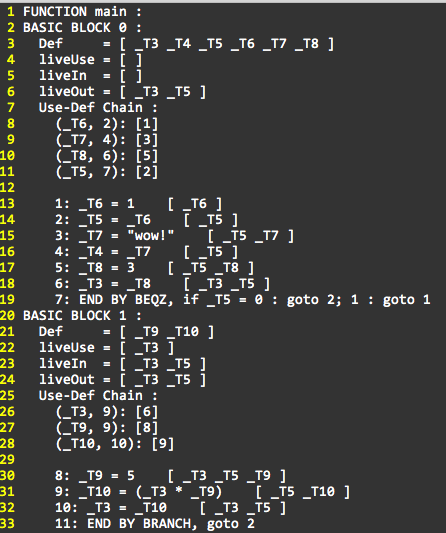 1 FUNCTION main :
2 BASIC BLOCK 0 :
3   Def     = [ _T3 _T4 _T5 _T6 _T7 _T8 ]
4   liveUse = [ ]
5   liveIn  = [ ]
6   liveOut = [ _T3 _T5 ]
7   Use-Def Chain :
8     (_T6, 2): [1]
9     (_T7, 4): [3]
10     (_T8, 6): [5]
11     (_T5, 7): [2]
12
13     1: _T6 = 1    [ _T6 ]
14     2: _T5 = _T6    [ _T5 ]
15     3: _T7 = "wow!"    [ _T5 _T7 ]
16     4: _T4 = _T7    [ _T5 ]
17     5: _T8 = 3    [ _T5 _T8 ]
18     6: _T3 = _T8    [ _T3 _T5 ]
19     7: END BY BEQZ, if _T5 = 0 : goto 2; 1 : goto 1
20 BASIC BLOCK 1 :
21   Def     = [ _T9 _T10 ]
22   liveUse = [ _T3 ]
23   liveIn  = [ _T3 _T5 ]
24   liveOut = [ _T3 _T5 ]
25   Use-Def Chain :
26     (_T3, 9): [6]
27     (_T9, 9): [8]
28     (_T10, 10): [9]
29
30     8: _T9 = 5    [ _T3 _T5 _T9 ]
31     9: _T10 = (_T3 * _T9)    [ _T5 _T10 ]
32     10: _T3 = _T10    [ _T3 _T5 ]
33     11: END BY BRANCH, goto 2